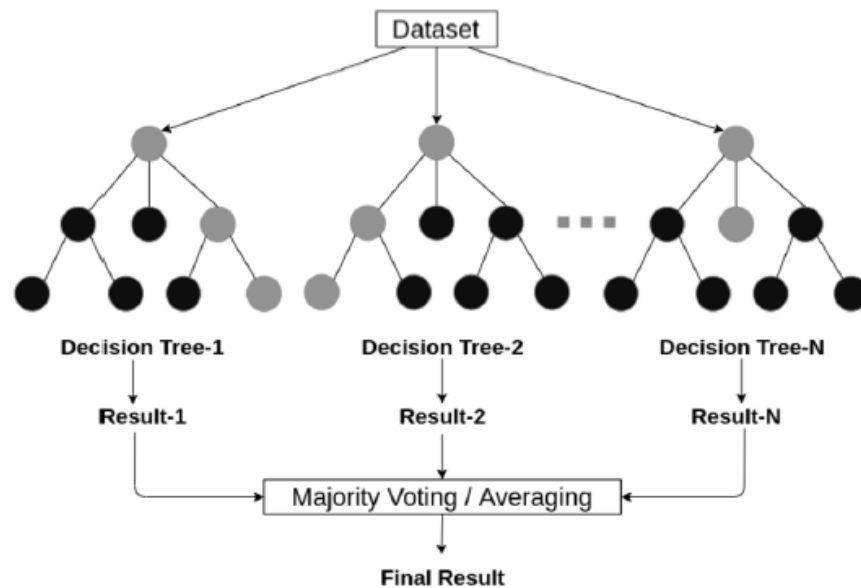 Dataset
Decision Tree-1
Decision Tree-2
Decision Tree-N
Result-1
Result-2
Result-N
Majority Voting / Averaging
Final Result